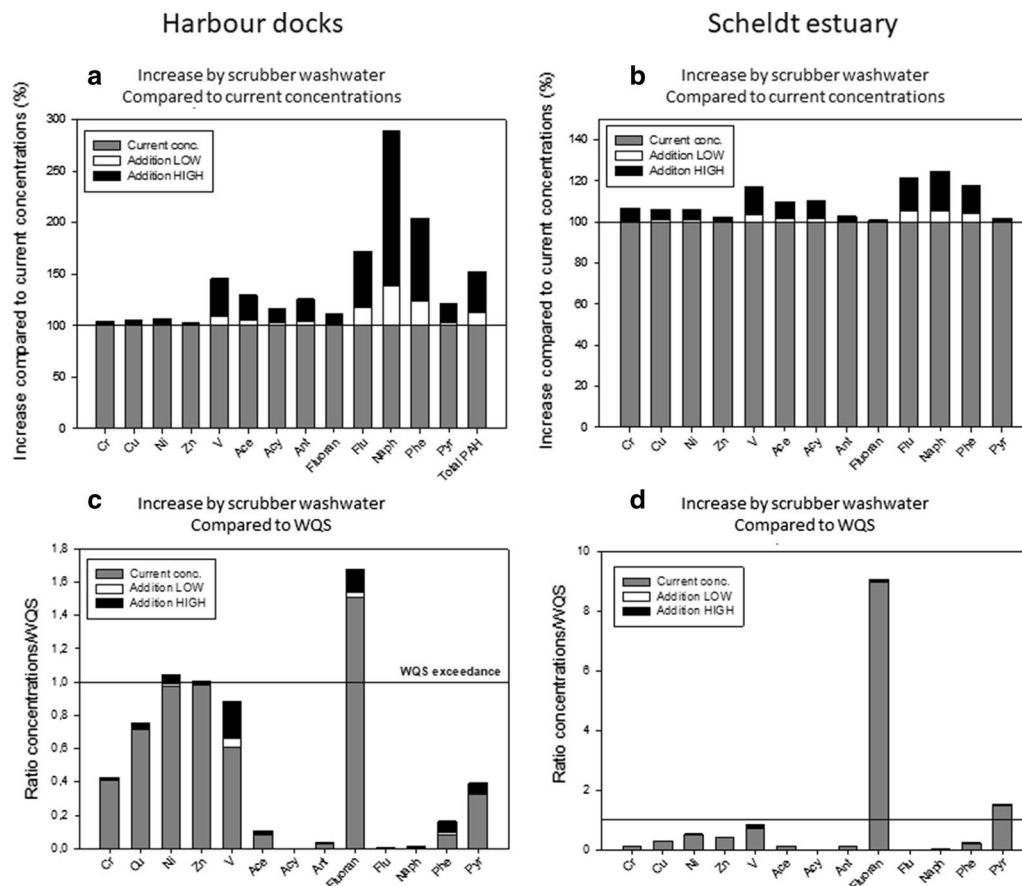 Harbour docks
Scheldt estuary
a
Increase by scrubber washwater
Compared to current concentrations
Increase compared to current concentrations (%)
300
250
200
150
100
50
0
Current conc.
Addition LOW
Addition HIGH
Cr
Cu
Ni
Zn
V
Ace
Acy
Ant
Fluoran
Flu
Naph
Phe
Pyr
Total PAH
b
Increase by scrubber washwater
Compared to current concentrations
Increase compared to current concentrations (%)
140
120
100
80
60
40
20
0
Current conc.
Addition LOW
Additon HIGH
Cr
Cu
Ni
Zn
V
Ace
Acy
Ant
Fluoran
Flu
Naph
Phe
Pyr
c
Increase by scrubber washwater
Compared to WQS
Ratio concentrations/WQS
1,8
1,6
1,4
1,2
1,0
0,8
0,6
0,4
0,2
0,0
Current conc.
Addition LOW
Addition HIGH
WQS exceedance
Cr
Cu
Ni
Zn
V
Ace
Acy
Ant
Fluoran
Flu
Naph
Phe
Pyr
d
Increase by scrubber washwater
Compared to WQS
Ratio concentrations/WQS
10
8
6
4
2
0
Current conc.
Addition LOW
Addition HIGH
Cr
Cu
Ni
Zn
V
Ace
Acy
Ant
Fluoran
Flu
Naph
Phe
Pyr